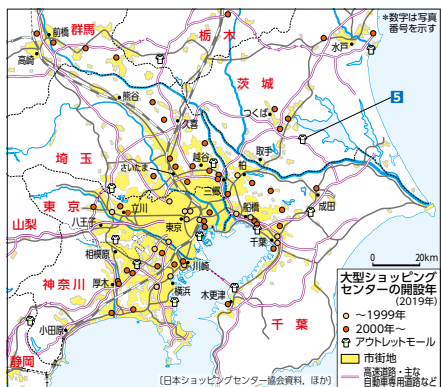 *数字は写真
番号を示す
群馬
栃木
茨城
埼玉
東京
山梨
神奈川
静岡
千葉
前橋
高崎
水戸
熊谷
久喜
つくば
取手
越谷
さいたま
柏
三郷
立川
八王子
東京
船橋
成田
千葉
相模原
川崎
厚木
横浜
木更津
小田原
5
0 20km
大型ショッピング
センターの開設年
(2019年)
~1999年
2000年~
アウトレットモール
市街地
高速道路・主な
自動車専用道路など
[日本ショッピングセンター協会資料，ほか]